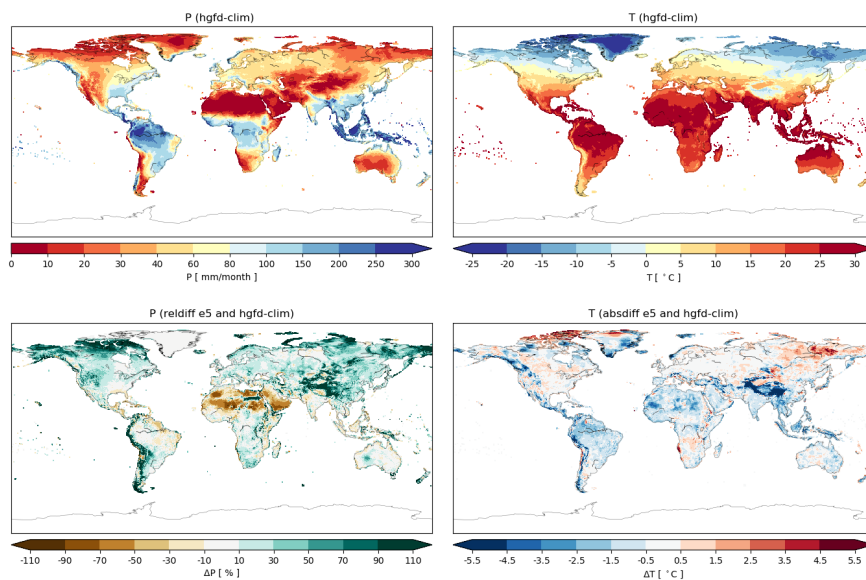 P (hgfd-clim)
T (hgfd-clim)
0 10 20 30 40 60 80 100 150 200 250 300
P [ mm/month ]
-25 -20 -15 -10 -5 0 5 10 15 20 25 30
T [ °C ]
P (reldiff e5 and hgfd-clim)
T (absdiff e5 and hgfd-clim)
-110 -90 -70 -50 -30 -10 10 30 50 70 90 110
ΔP [ % ]
-5.5 -4.5 -3.5 -2.5 -1.5 -0.5 0.5 1.5 2.5 3.5 4.5 5.5
ΔT [ °C ]